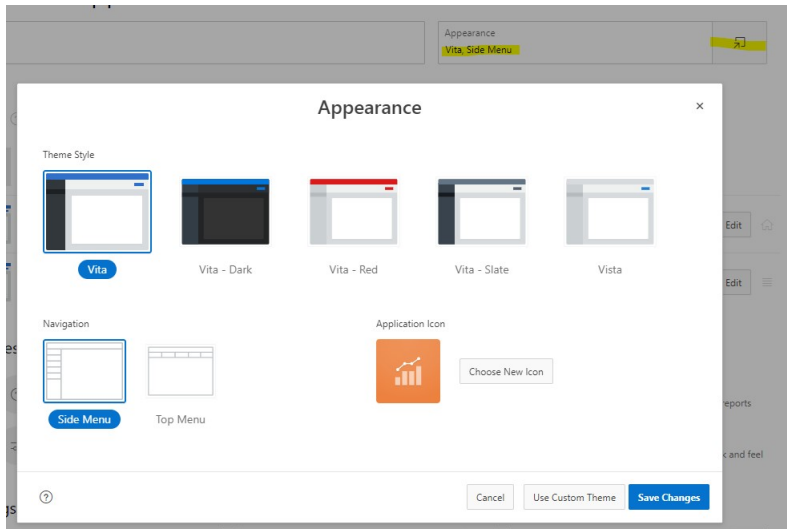 Appearance
Vita, Side Menu
Appearance
Theme Style
Vita
Vita - Dark
Vita - Red
Vita - Slate
Vista
Edit
Edit
Navigation
Application Icon
Choose New Icon
Side Menu
Top Menu
reports
and feel
Cancel
Use Custom Theme
Save Changes